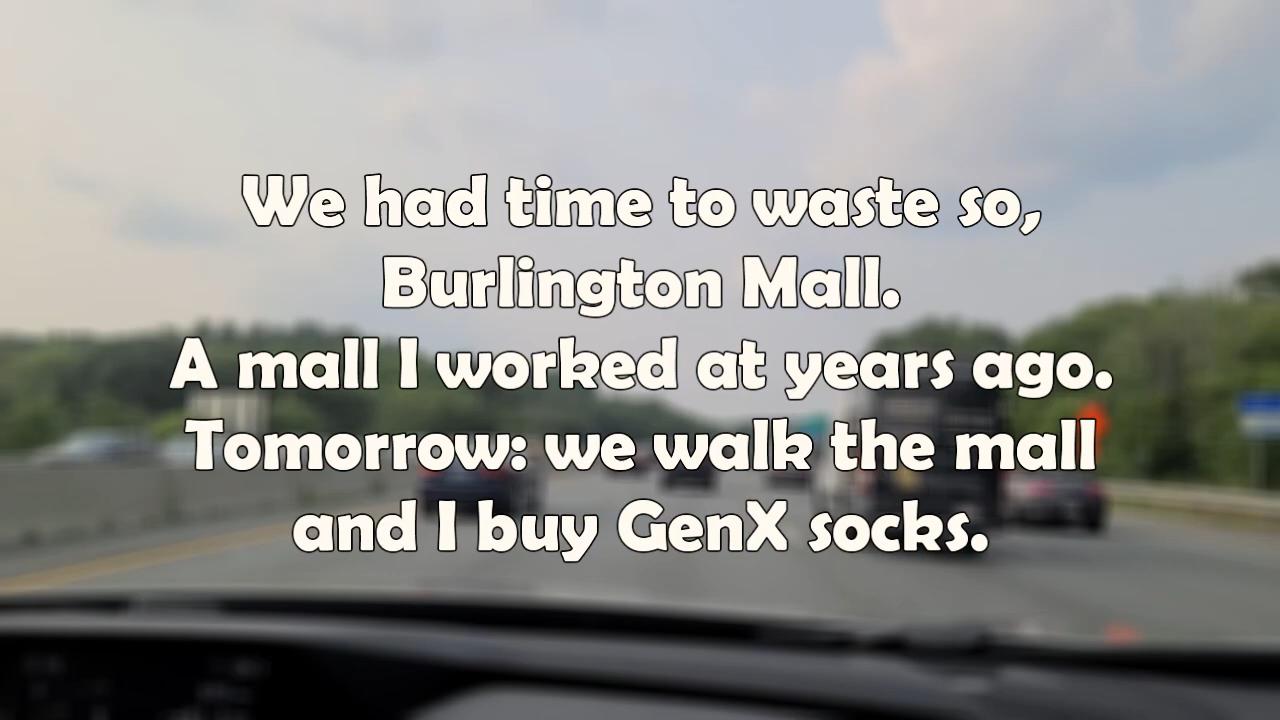 We had time to waste so,
Burlington Mall.
A mall I worked at years ago.
Tomorrow: we walk the mall
and I buy GenX socks.